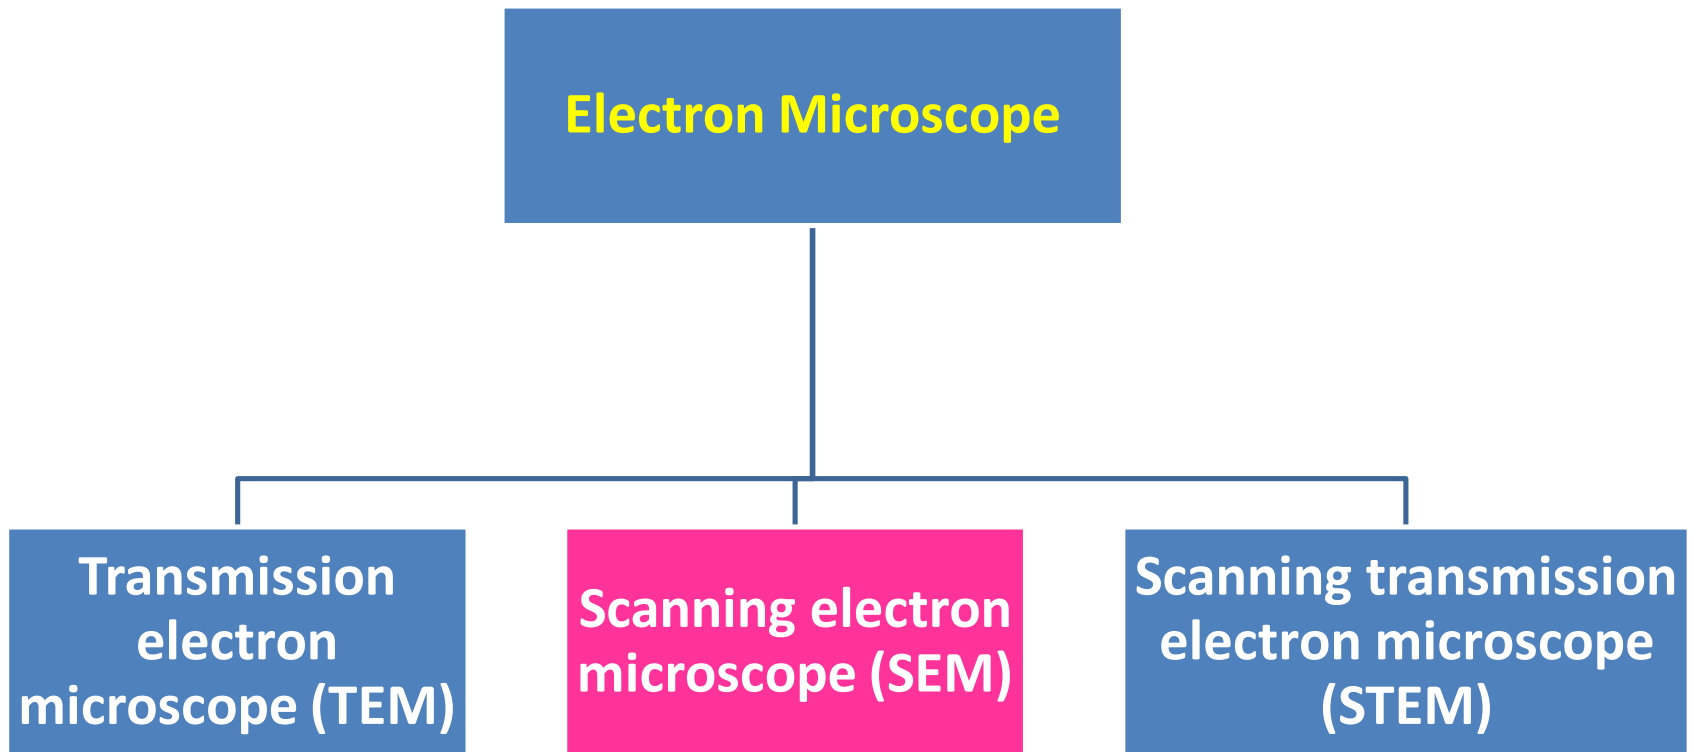 Electron Microscope
Transmission
electron
microscope (TEM)
Scanning electron
microscope (SEM)
Scanning transmission
electron microscope
(STEM)